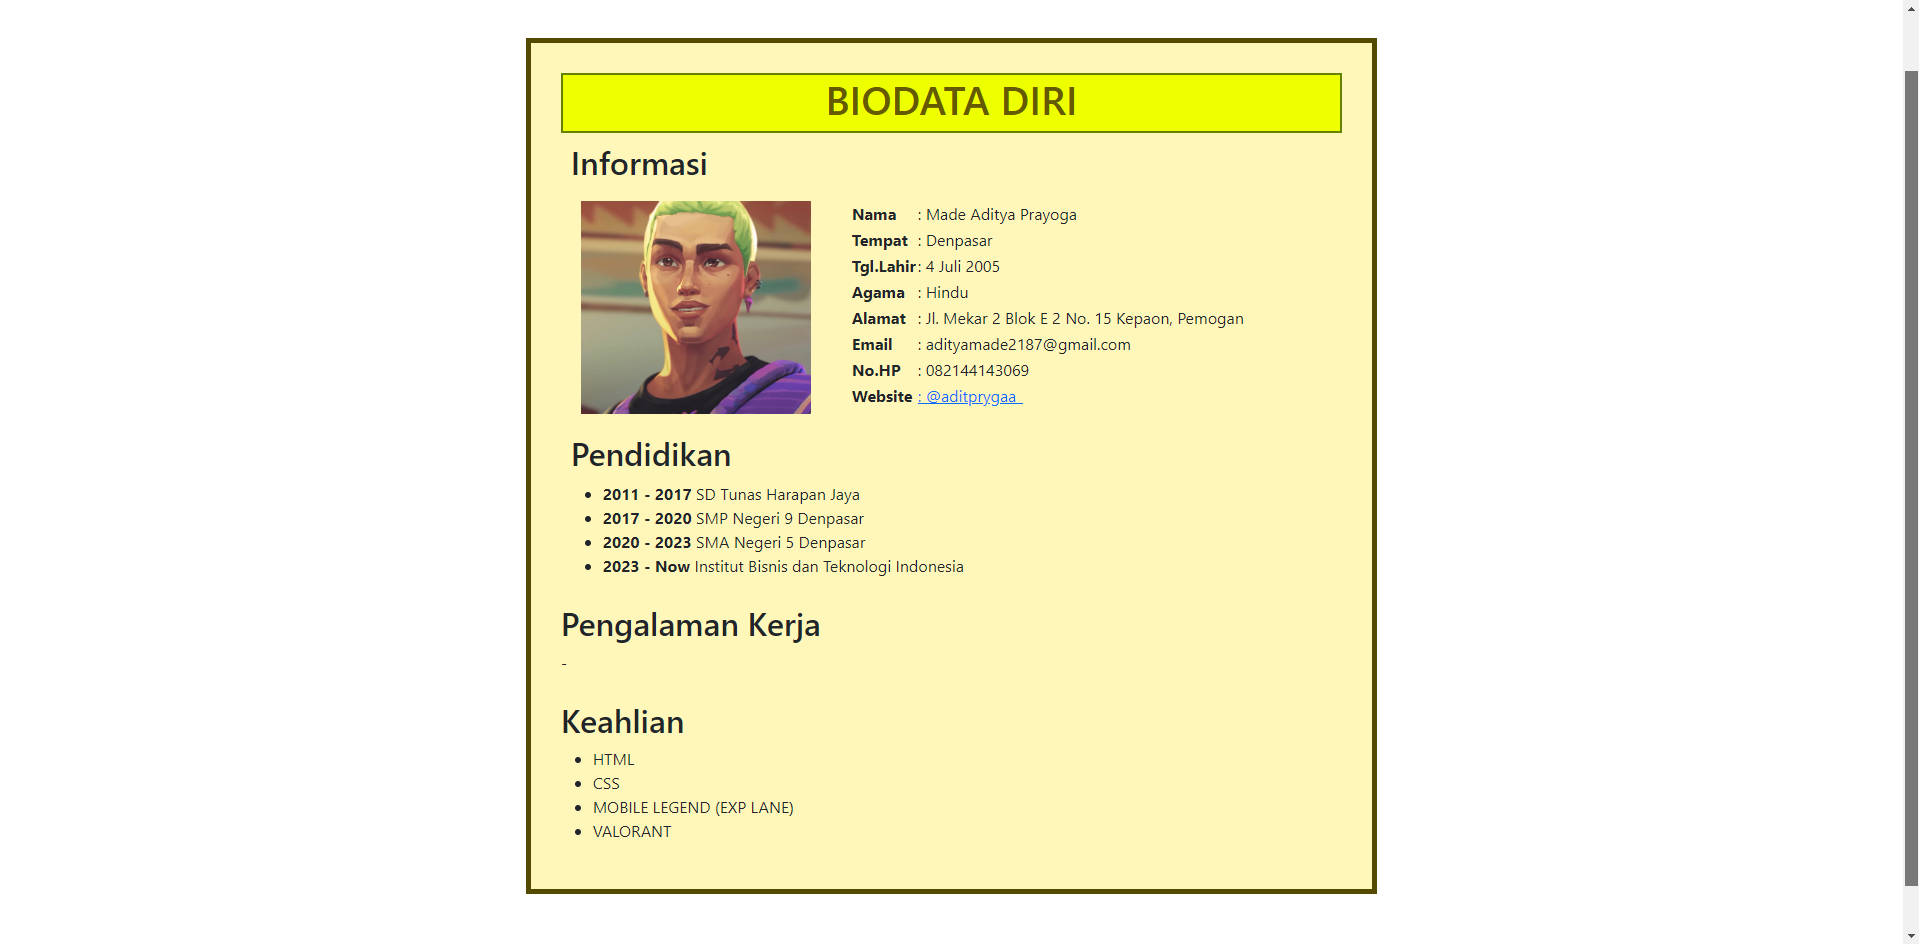 BIODATA DIRI
Informasi
Nama : Made Aditya Prayoga
Tempat : Denpasar
Tgl.Lahir : 4 Juli 2005
Agama : Hindu
Alamat : Jl. Mekar 2 Blok E 2 No. 15 Kepaon, Pemogan
Email : adityamade2187@gmail.com
No.HP : 082144143069
Website : @aditprygaa
Pendidikan
• 2011 - 2017 SD Tunas Harapan Jaya
• 2017 - 2020 SMP Negeri 9 Denpasar
• 2020 - 2023 SMA Negeri 5 Denpasar
• 2023 - Now Institut Bisnis dan Teknologi Indonesia
Pengalaman Kerja
-
Keahlian
• HTML
• CSS
• MOBILE LEGEND (EXP LANE)
• VALORANT